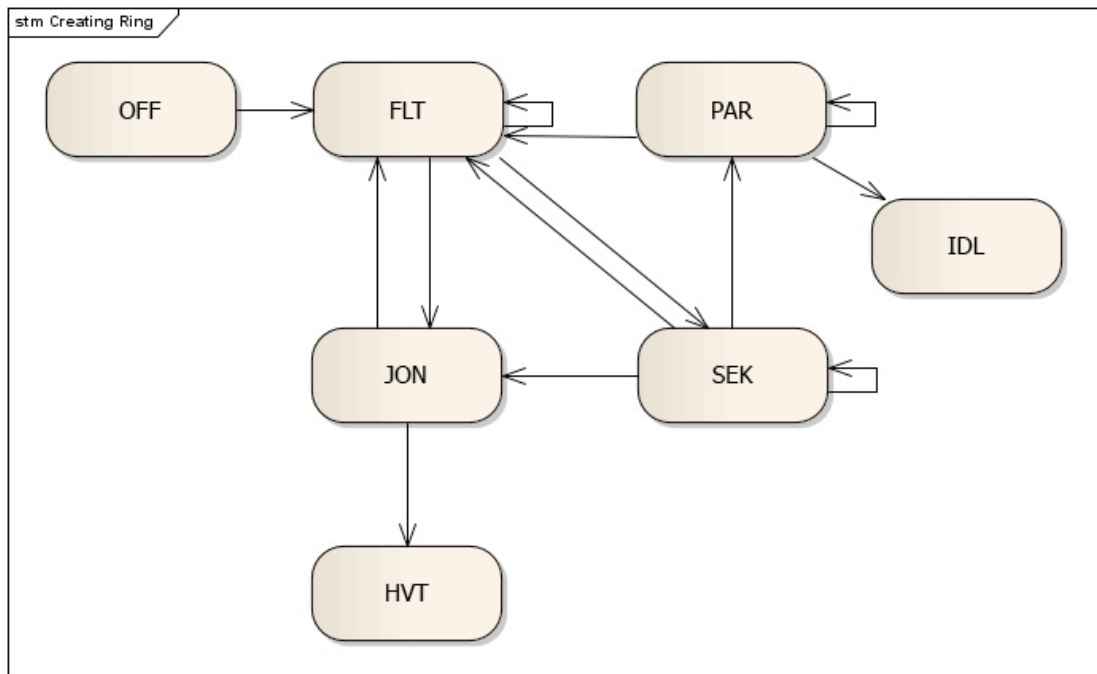 stm Creating Ring
OFF
FLT
PAR
IDL
JON
SEK
HVT